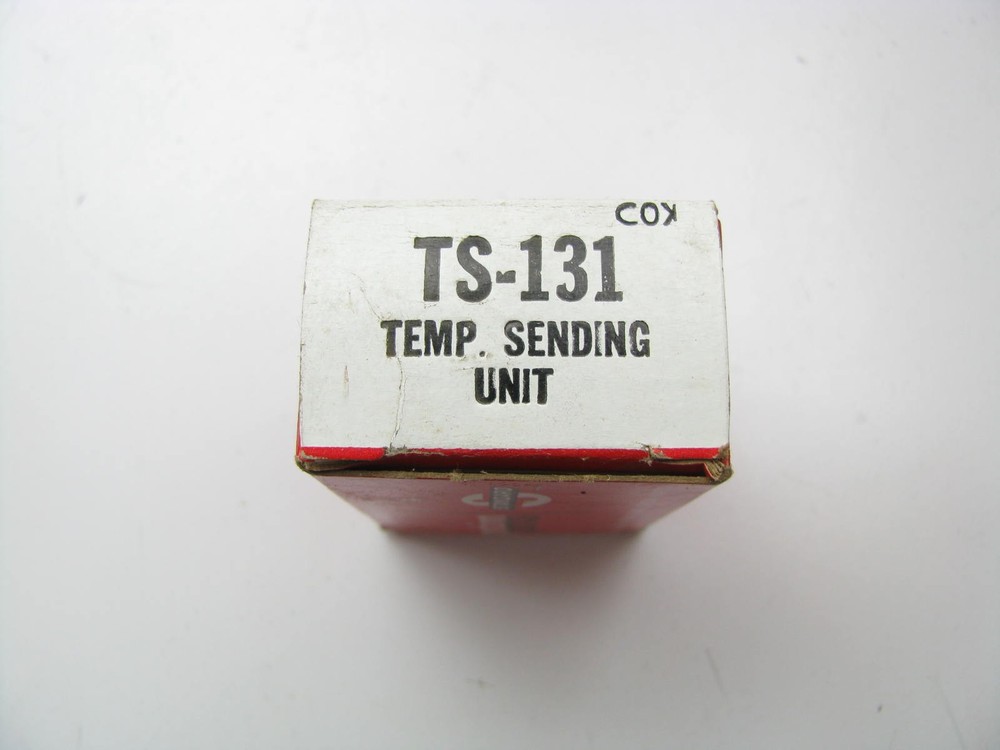 COX
TS-131
TEMP. SENDING
UNIT